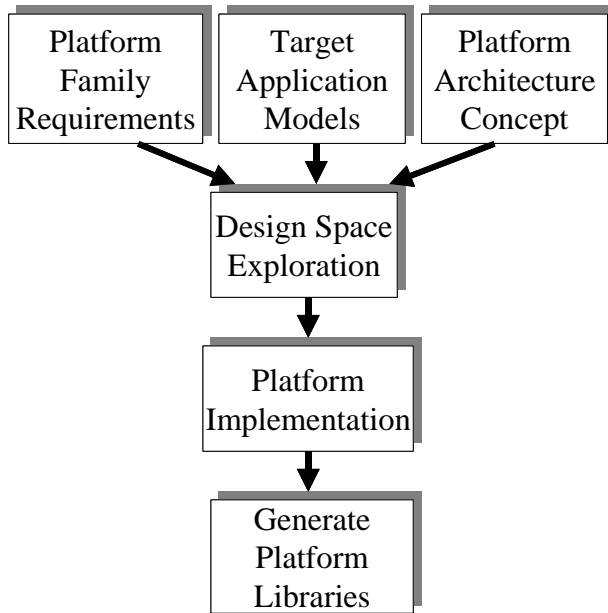 Platform
Family
Requirements
Target
Application
Models
Platform
Architecture
Concept
Design Space
Exploration
Platform
Implementation
Generate
Platform
Libraries